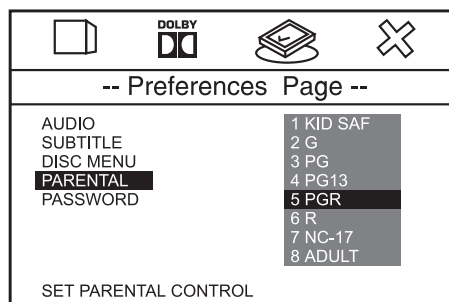 DOLBY
-- Preferences Page --
AUDIO
SUBTITLE
DISC MENU
PARENTAL
PASSWORD
1 KID SAF
2 G
3 PG
4 PG13
5 PGR
6 R
7 NC-17
8 ADULT
SET PARENTAL CONTROL